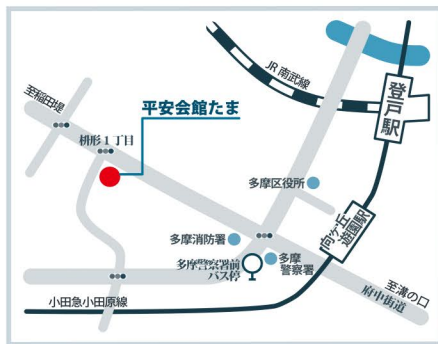 JR 南武線
登戸駅
至稲田堤
平安会館たま
枡形1丁目
多摩区役所
向ヶ丘
遊園駅
多摩消防署
多摩警察署前
バス停
多摩
警察署
至溝の口
府中街道
小田急小田原線